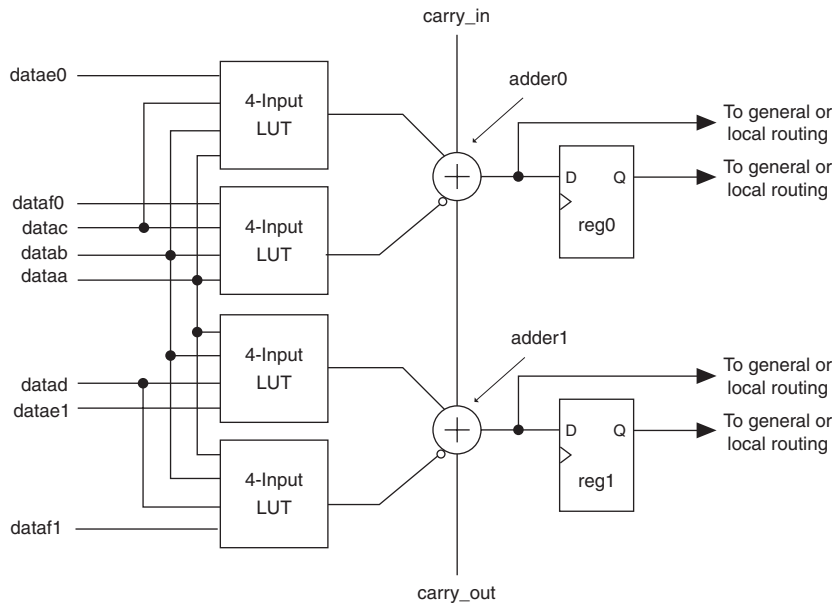 carry_in
adder0
datae0
4-Input
LUT
To general or
local routing
D Q
reg0
To general or
local routing
dataf0
datac
datab
dataa
4-Input
LUT
4-Input
LUT
adder1
datad
datae1
To general or
local routing
D Q
reg1
To general or
local routing
4-Input
LUT
dataf1
carry_out